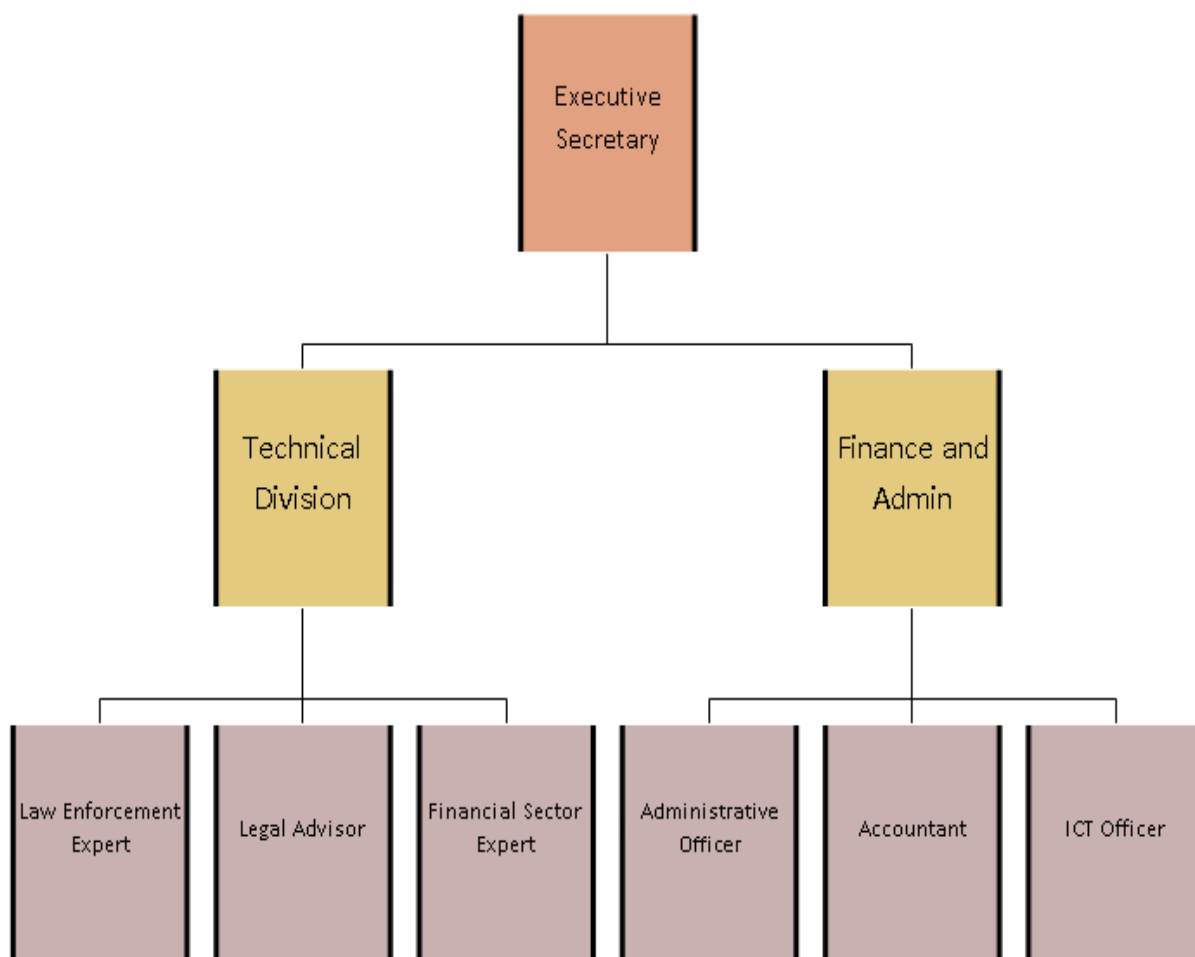 Executive
Secretary
Technical
Division
Finance and
Admin
Law Enforcement
Expert
Legal Advisor
Financial Sector
Expert
Administrative
Officer
Accountant
ICT Officer